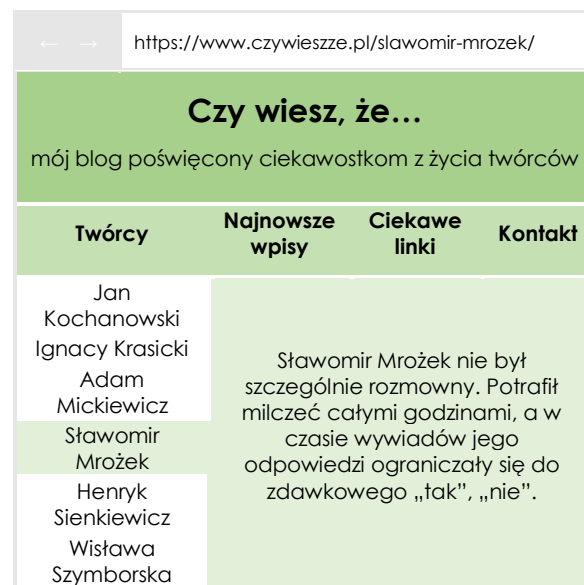 ← →
https://www.czywieszze.pl/slawomir-mrozek/
Czy wiesz, że…
mój blog poświęcony ciekawostkom z życia twórców
Twórcy
Najnowsze
wpisy
Ciekawe
linki
Kontakt
Jan
Kochanowski
Ignacy Krasicki
Adam
Mickiewicz
Sławomir
Mrożek
Henryk
Sienkiewicz
Wisława
Szymborska
Sławomir Mrożek nie był
szczególnie rozmowny. Potrafił
milczeć całymi godzinami, a w
czasie wywiadów jego
odpowiedzi ograniczały się do
zdawkowego „tak”, „nie”.